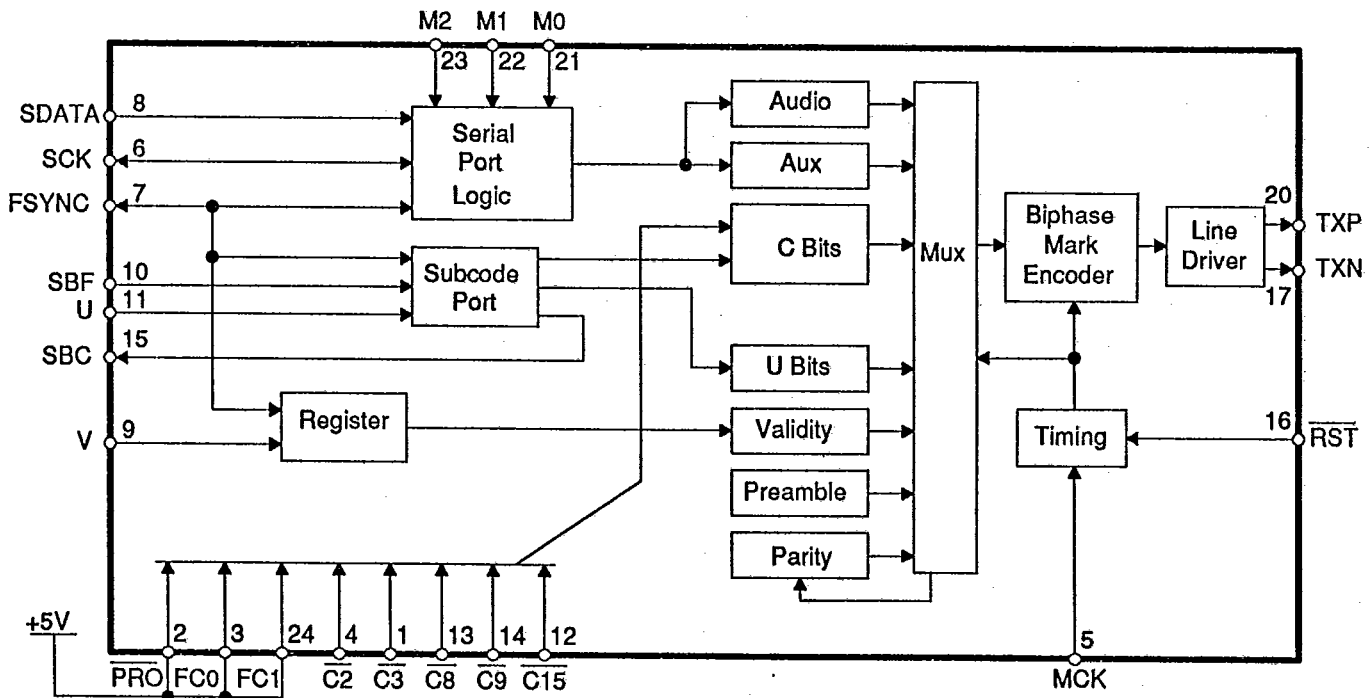 M2 M1 M0
23 22 21
SDATA 8
SCK 6
FSYNC 7
SBF 10
U 11
SBC 15
V 9
Serial
Port
Logic
Subcode
Port
Register
Audio
Aux
C Bits
U Bits
Validity
Preamble
Parity
Mux
Biphase
Mark
Encoder
Line
Driver
20 TXP
TXN
17
Timing
16 RST
+5V
2 3 24 4 1 13 14 12
PRO FC0 FC1 C2 C3 C8 C9 C15
5
MCK